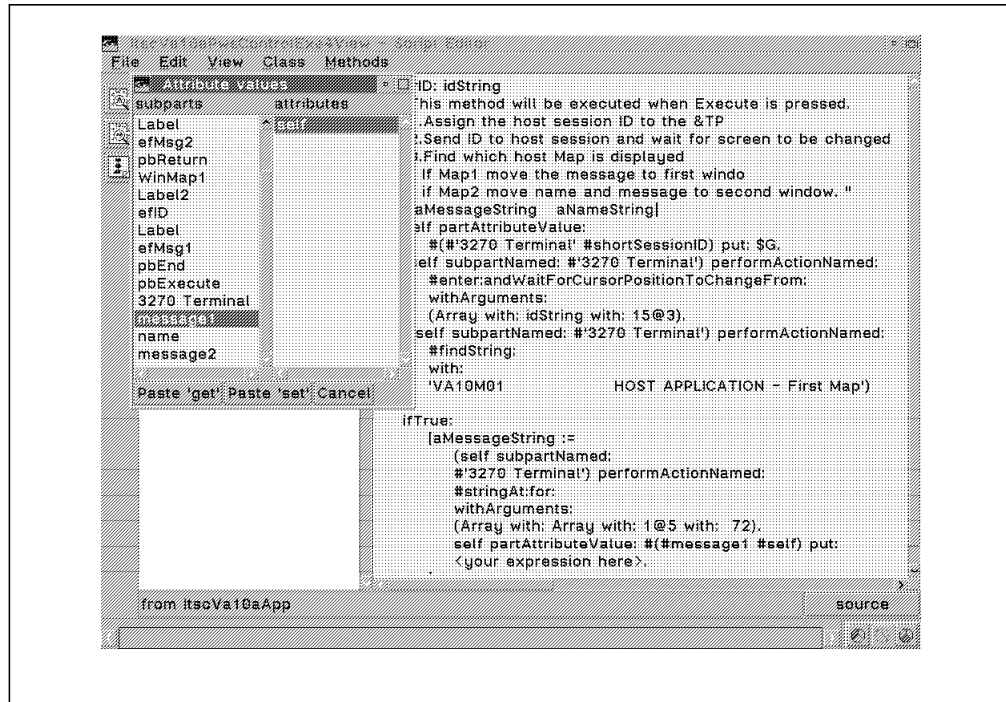 ItscVa10aPwsControlExa4View - Script Editor
File Edit View Class Methods
Attribute values
subparts attributes
Label
efMsg2
pbReturn
WinMap1
Label2
efID
Label
efMsg1
pbEnd
pbExecute
3270 Terminal
message1
name
message2
self
Paste 'get' Paste 'set' Cancel
ID: idString
This method will be executed when Execute is pressed.
.Assign the host session ID to the &TP
.Send ID to host session and wait for screen to be changed
.Find which host Map is displayed
If Map1 move the message to first windo
if Map2 move name and message to second window. "
aMessageString aNameString|
elf partAttributeValue:
#(#'3270 Terminal' #shortSessionID) put: $G.
self subpartNamed: #'3270 Terminal') performActionNamed:
#enter:andWaitForCursorPositionToChangeFrom:
withArguments:
(Array with: idString with: 15@3).
self subpartNamed: #'3270 Terminal') performActionNamed:
#findString:
with:
'VA10M01 HOST APPLICATION - First Map')
ifTrue:
[aMessageString :=
(self subpartNamed:
#'3270 Terminal') performActionNamed:
#stringAt:for:
withArguments:
(Array with: Array with: 1@5 with: 72).
self partAttributeValue: #(#message1 #self) put:
<your expression here>.
from ItscVa10aApp
source